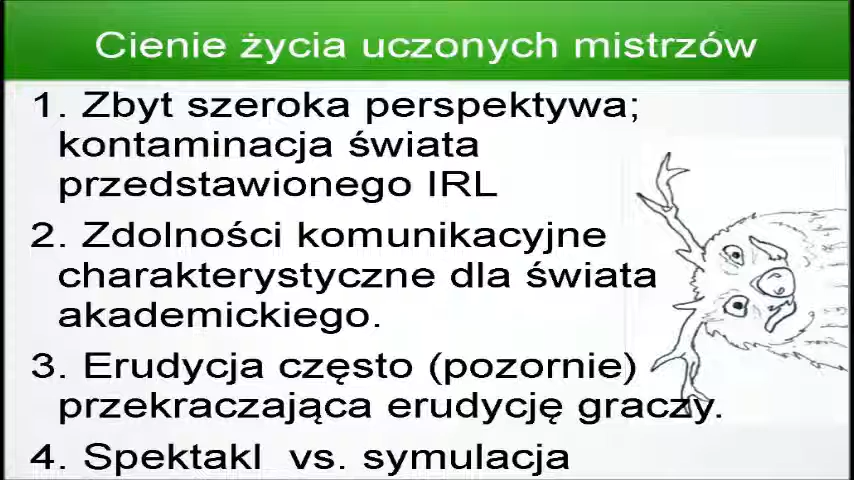 Cienie życia uczonych mistrzów
1. Zbyt szeroka perspektywa;
kontaminacja świata
przedstawionego IRL
2. Zdolności komunikacyjne
charakterystyczne dla świata
akademickiego.
3. Erudycja często (pozornie)
przekraczająca erudycję graczy.
4. Spektakl vs. symulacja